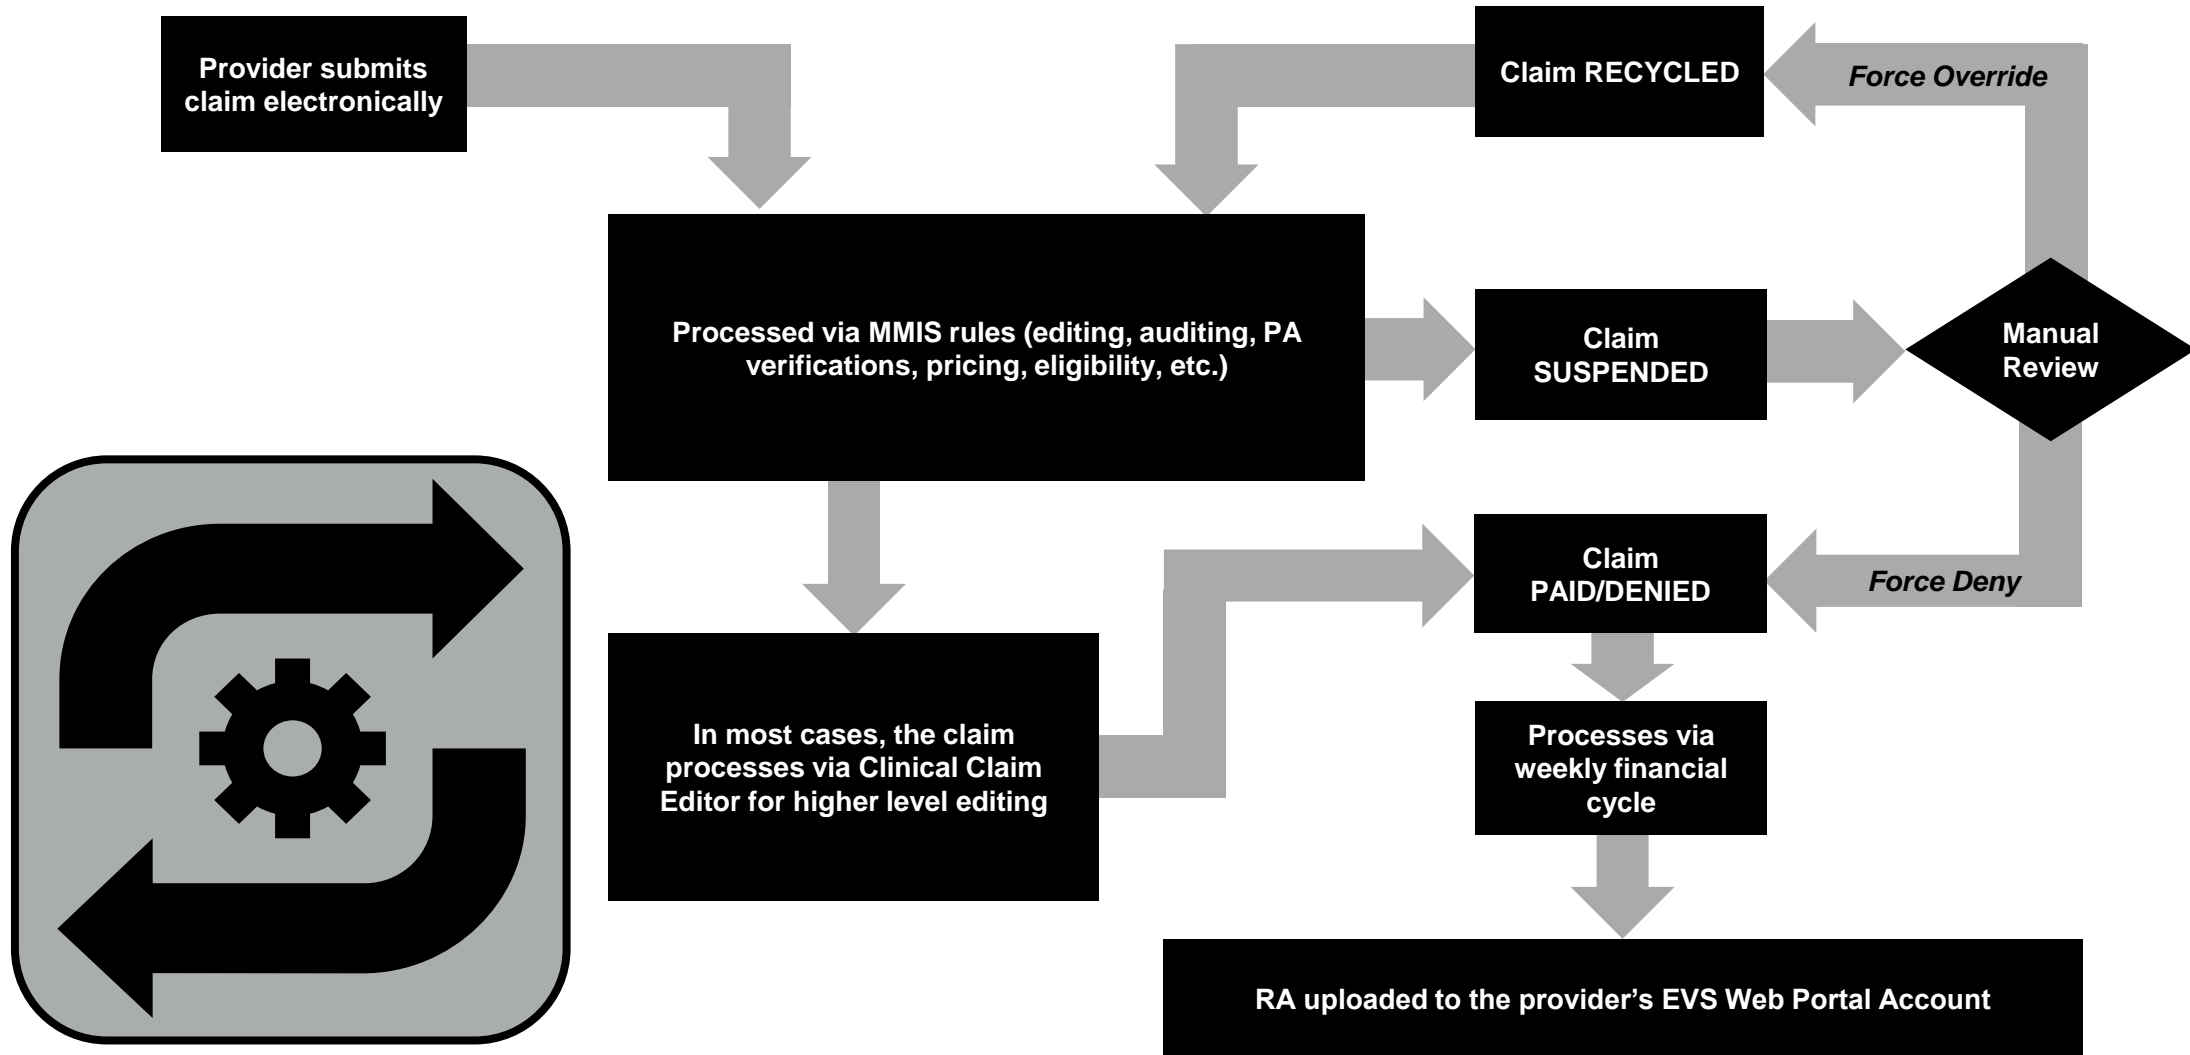 Provider submits
claim electronically
Claim RECYCLED
Force Override
Processed via MMIS rules (editing, auditing, PA
verifications, pricing, eligibility, etc.)
Claim
SUSPENDED
Manual
Review
Claim
PAID/DENIED
Force Deny
In most cases, the claim
processes via Clinical Claim
Editor for higher level editing
Processes via
weekly financial
cycle
RA uploaded to the provider’s EVS Web Portal Account